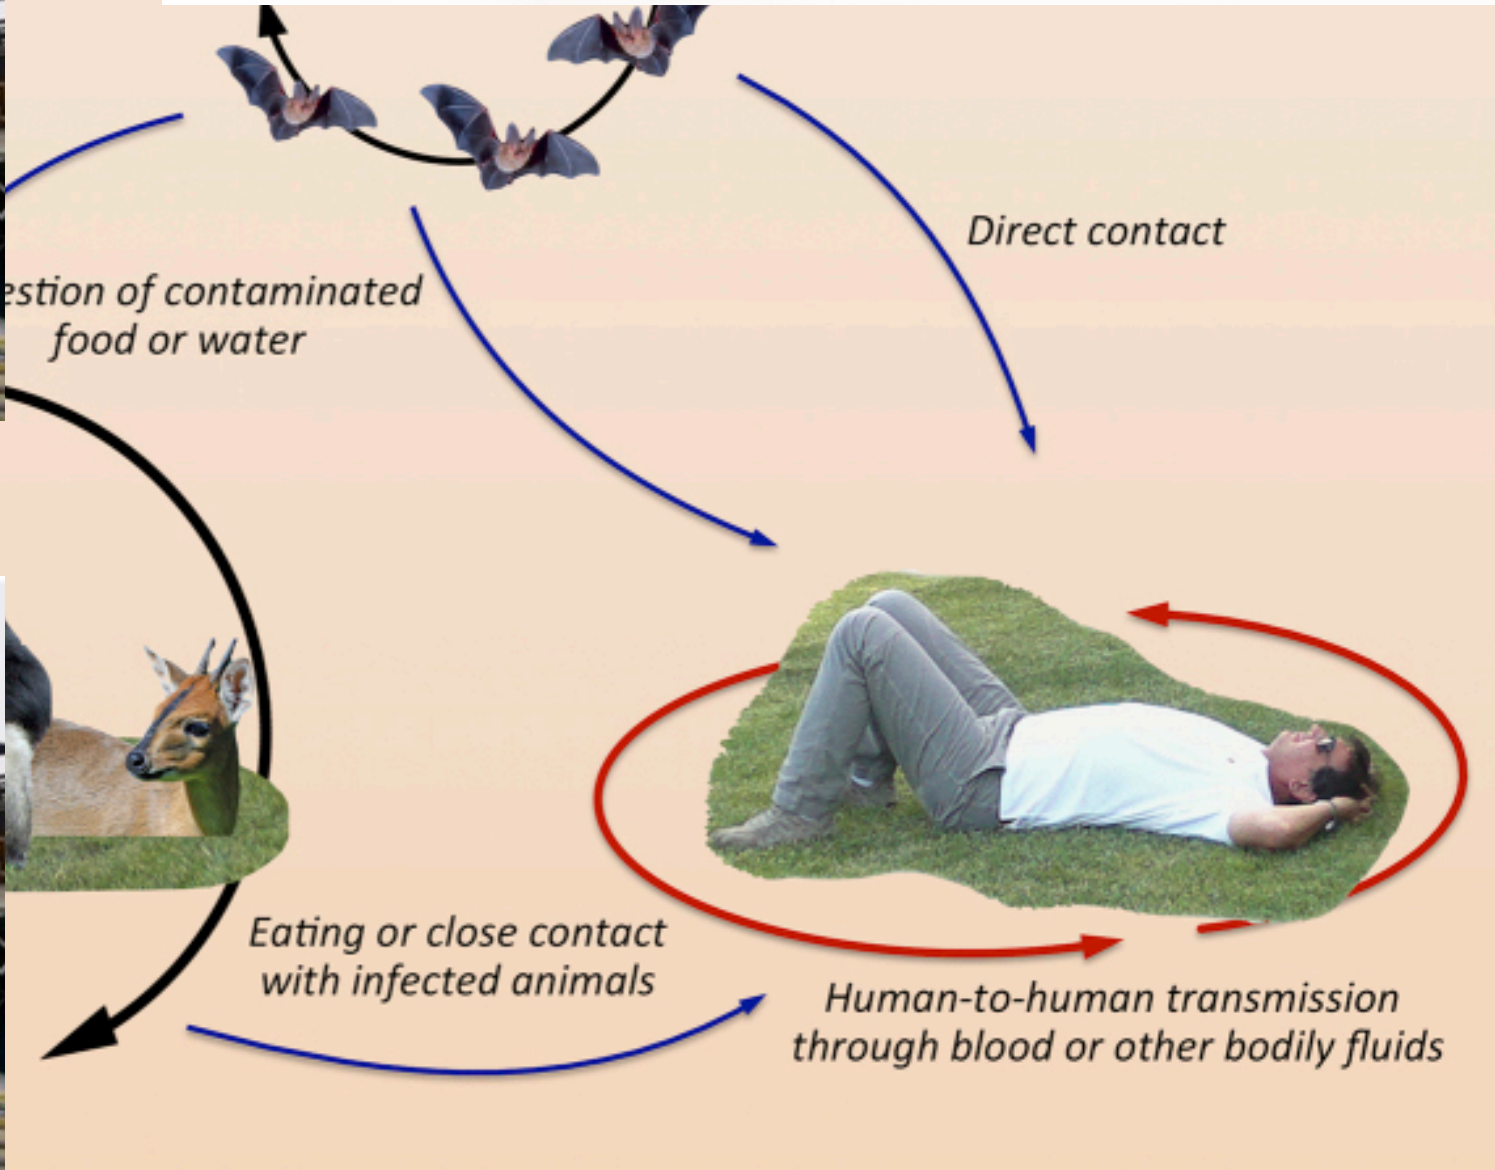 Direct contact
estion of contaminated
food or water
Eating or close contact
with infected animals
Human-to-human transmission
through blood or other bodily fluids